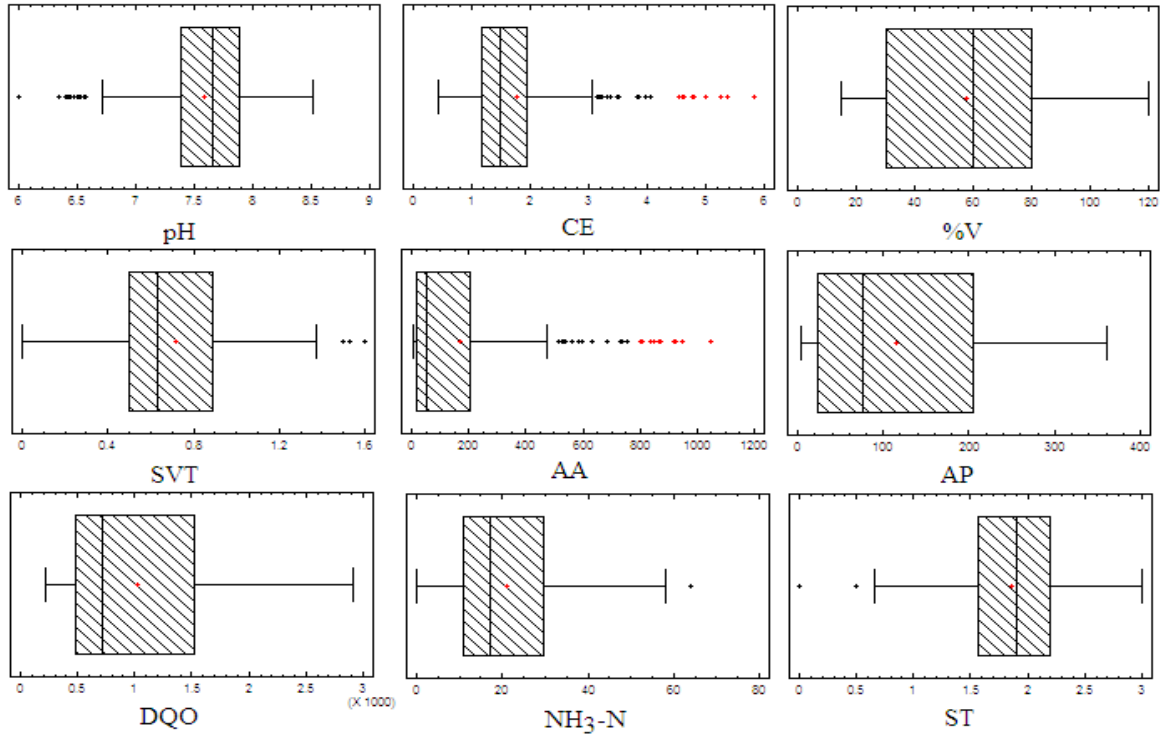 6 6.5 7 7.5 8 8.5 9
pH
0 1 2 3 4 5 6
CE
0 20 40 60 80 100 120
%V
0 0.4 0.8 1.2 1.6
SVT
0 200 400 600 800 1000 1200
AA
0 100 200 300 400
AP
0 0.5 1 1.5 2 2.5 3
(X 1000)
DQO
0 20 40 60 80
NH3-N
0 0.5 1 1.5 2 2.5 3
ST